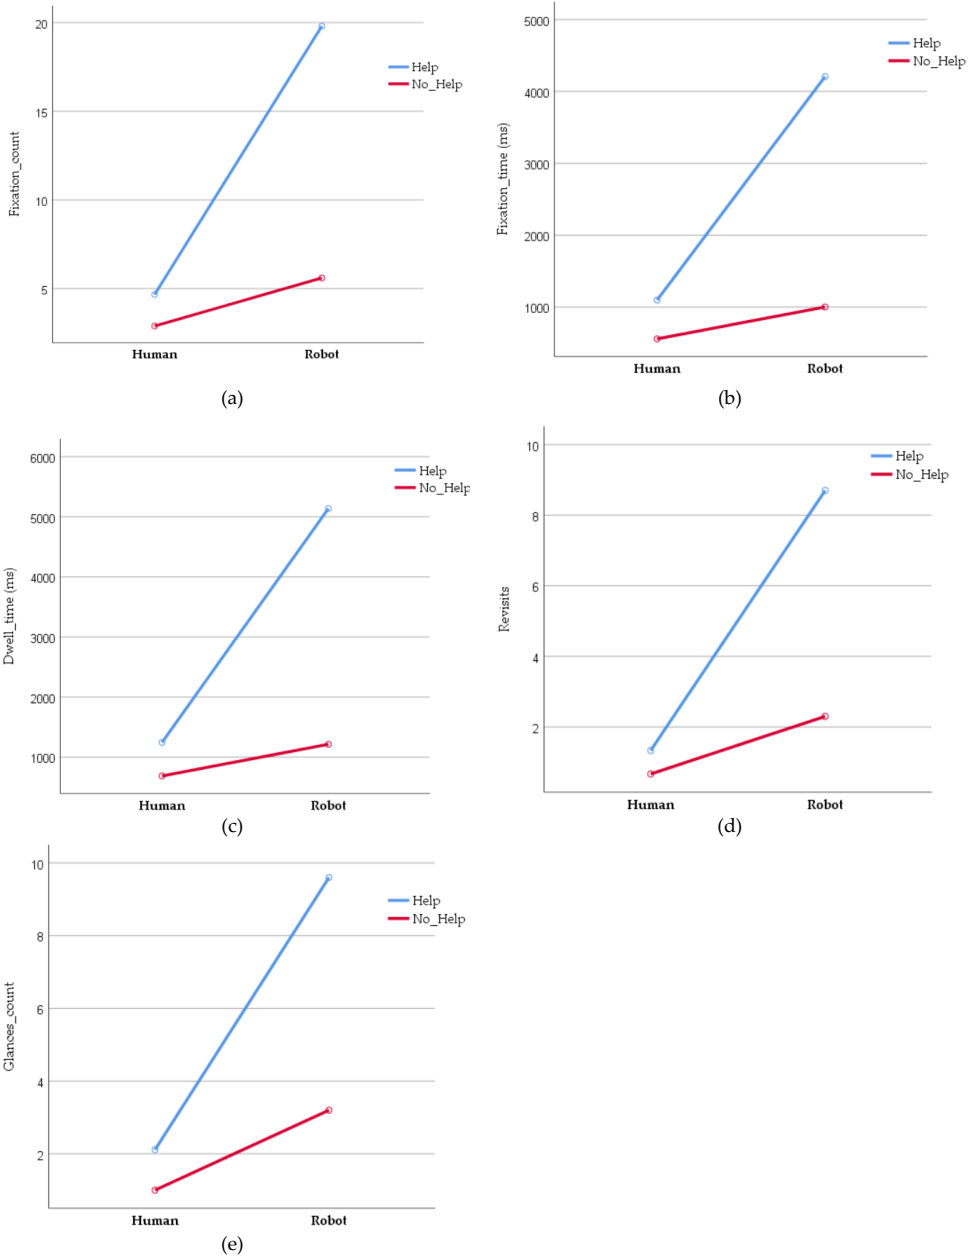 20
15
10
5
Fixation_count
Help
No_Help
Human Robot
(a)
5000
4000
3000
2000
1000
Fixation_time (ms)
Help
No_Help
Human Robot
(b)
6000
5000
4000
3000
2000
1000
Dwell_time (ms)
Help
No_Help
Human Robot
(c)
10
8
6
4
2
Revisits
Help
No_Help
Human Robot
(d)
10
8
6
4
2
Glances_count
Help
No_Help
Human Robot
(e)